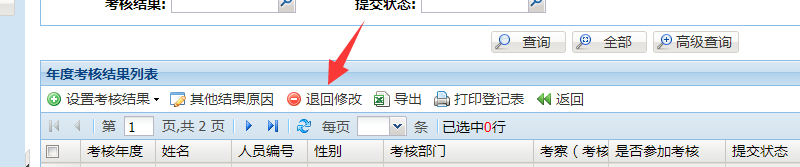 考核结果: 提交状态:
查询 全部 高级查询
年度考核结果列表
设置考核结果 其他结果原因 退回修改 导出 打印登记表 返回
第 1 页,共 2 页 每页 条 已选中0行
考核年度 姓名 人员编号 性别 考核部门 考察（考核 是否参加考核 提交状态